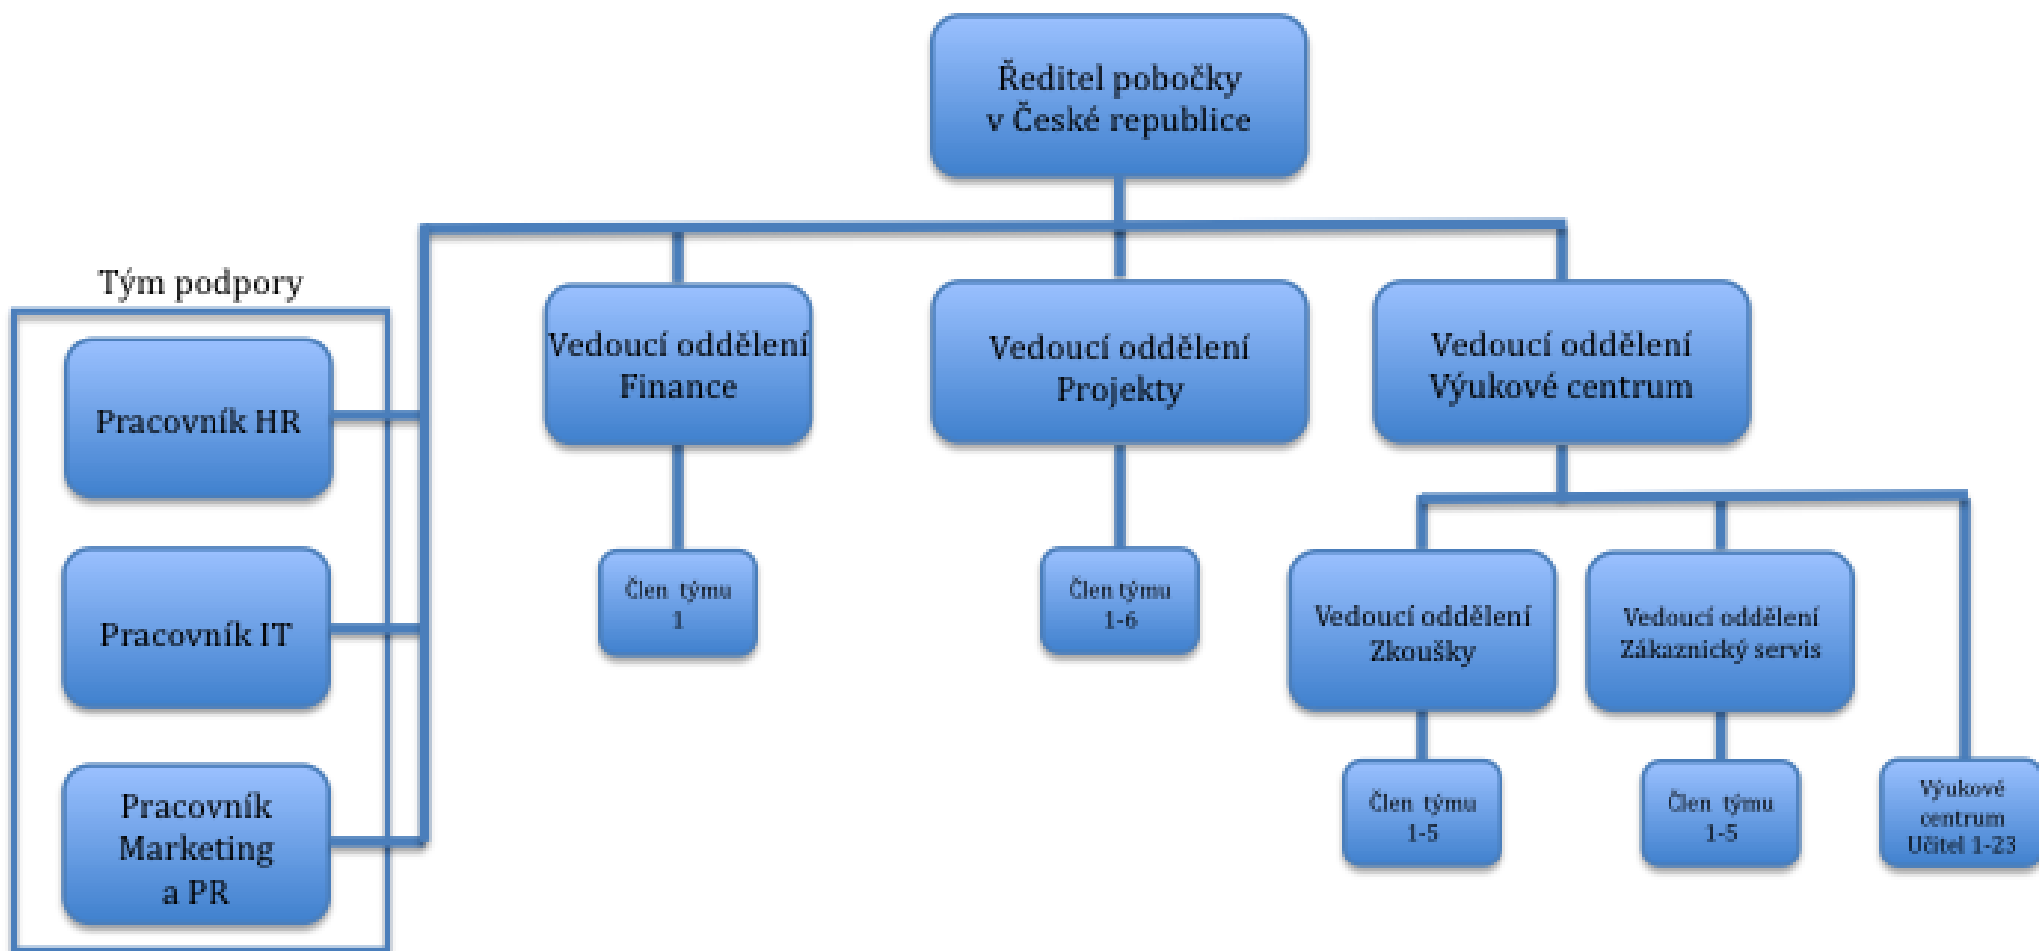 Ředitel pobočky
v České republice
Tým podpory
Pracovník HR
Pracovník IT
Pracovník
Marketing
a PR
Vedoucí oddělení
Finance
Člen týmu
1
Vedoucí oddělení
Projekty
Člen týmu
1-6
Vedoucí oddělení
Výukové centrum
Vedoucí oddělení
Zkoušky
Člen týmu
1-5
Vedoucí oddělení
Zákaznický servis
Člen týmu
1-5
Výukové
centrum
Učitel 1-23